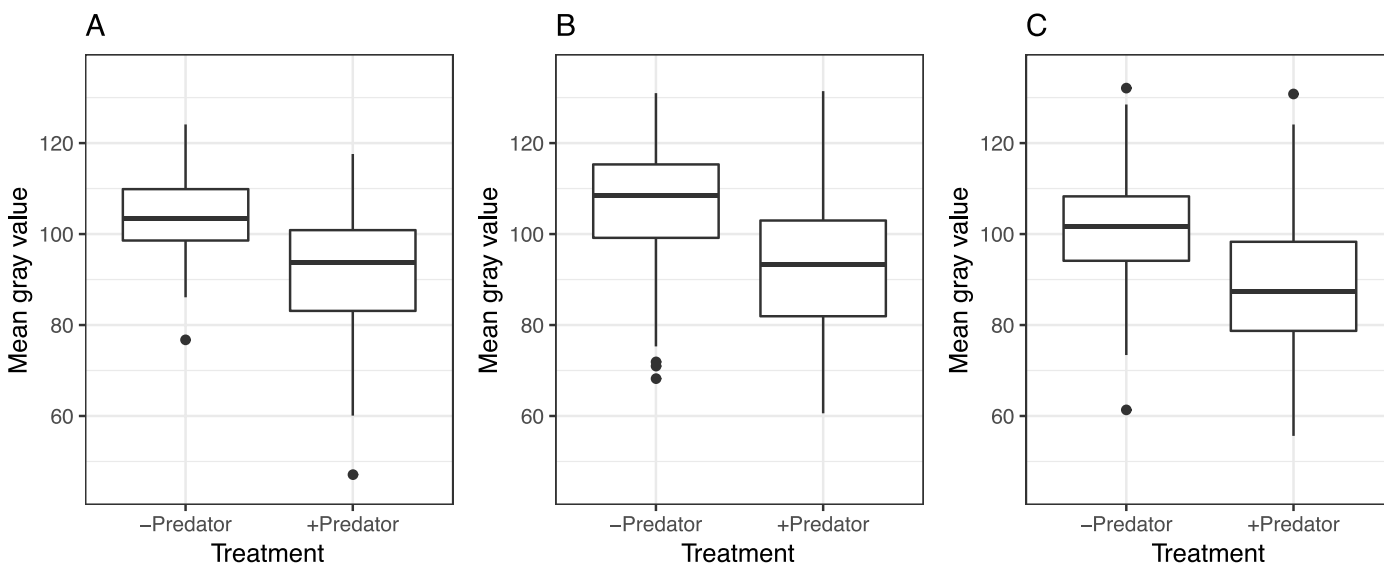 A
Mean gray value
120
100
80
60
−Predator
+Predator
Treatment
B
Mean gray value
120
100
80
60
−Predator
+Predator
Treatment
C
Mean gray value
120
100
80
60
−Predator
+Predator
Treatment